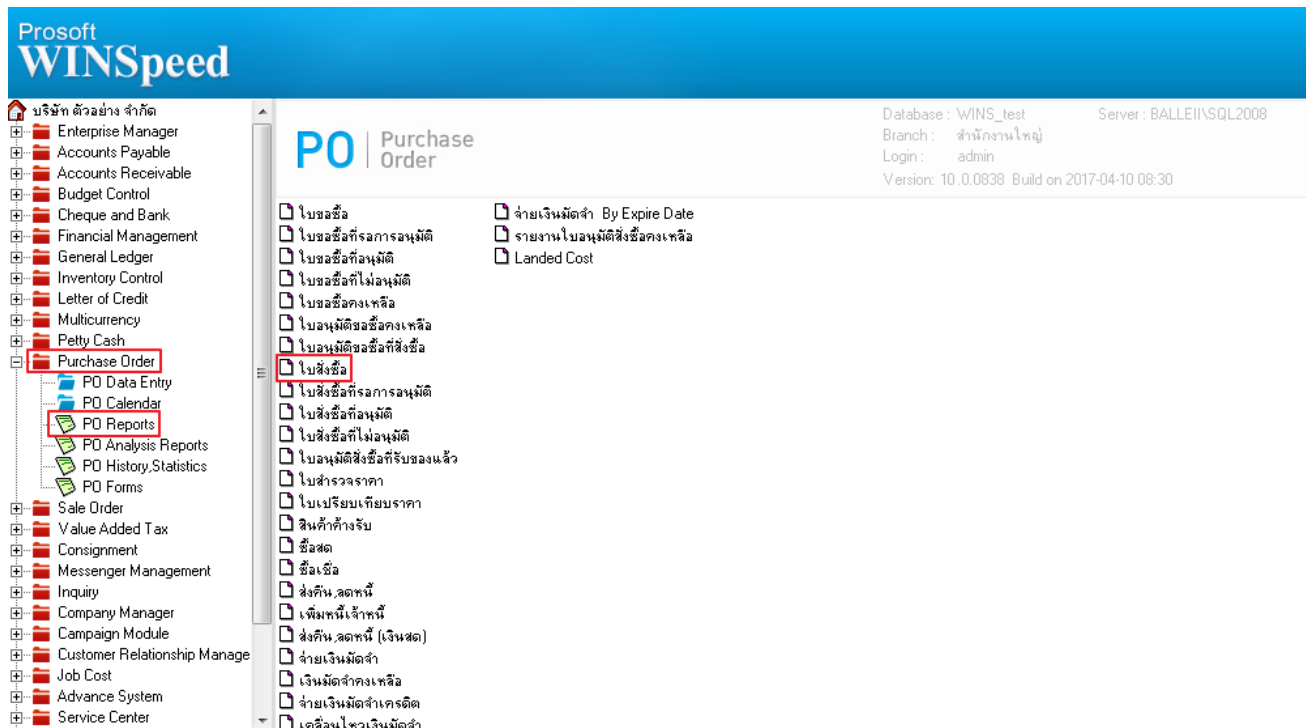 Prosoft
WINSpeed
บริษัท ตัวอย่าง จำกัด
Enterprise Manager
Accounts Payable
Accounts Receivable
Budget Control
Cheque and Bank
Financial Management
General Ledger
Inventory Control
Letter of Credit
Multicurrency
Petty Cash
Purchase Order
PO Data Entry
PO Calendar
PO Reports
PO Analysis Reports
PO History,Statistics
PO Forms
Sale Order
Value Added Tax
Consignment
Messenger Management
Inquiry
Company Manager
Campaign Module
Customer Relationship Manage
Job Cost
Advance System
Service Center
PO Purchase Order
Database : WINS_test Server : BALLEII\SQL2008
Branch : สำนักงานใหญ่
Login : admin
Version: 10.0.0838 Build on 2017-04-10 08:30
ใบขอซื้อ
ใบขอซื้อที่รอการอนุมัติ
ใบขอซื้อที่อนุมัติ
ใบขอซื้อที่ไม่อนุมัติ
ใบขอซื้อคงเหลือ
ใบอนุมัติขอซื้อคงเหลือ
ใบอนุมัติขอซื้อที่สั่งซื้อ
ใบสั่งซื้อ
ใบสั่งซื้อที่รอการอนุมัติ
ใบสั่งซื้อที่อนุมัติ
ใบสั่งซื้อที่ไม่อนุมัติ
ใบอนุมัติสั่งซื้อที่รับของแล้ว
ใบสำรวจราคา
ใบเปรียบเทียบราคา
สินค้าค้างรับ
ซื้อสด
ซื้อเชื่อ
ส่งคืน,ลดหนี้
เพิ่มหนี้เจ้าหนี้
ส่งคืน,ลดหนี้ (เงินสด)
จ่ายเงินมัดจำ
เงินมัดจำคงเหลือ
จ่ายเงินมัดจำเครดิต
เคลื่อนไหวเงินมัดจำ
จ่ายเงินมัดจำ By Expire Date
รายงานใบอนุมัติสั่งซื้อคงเหลือ
Landed Cost